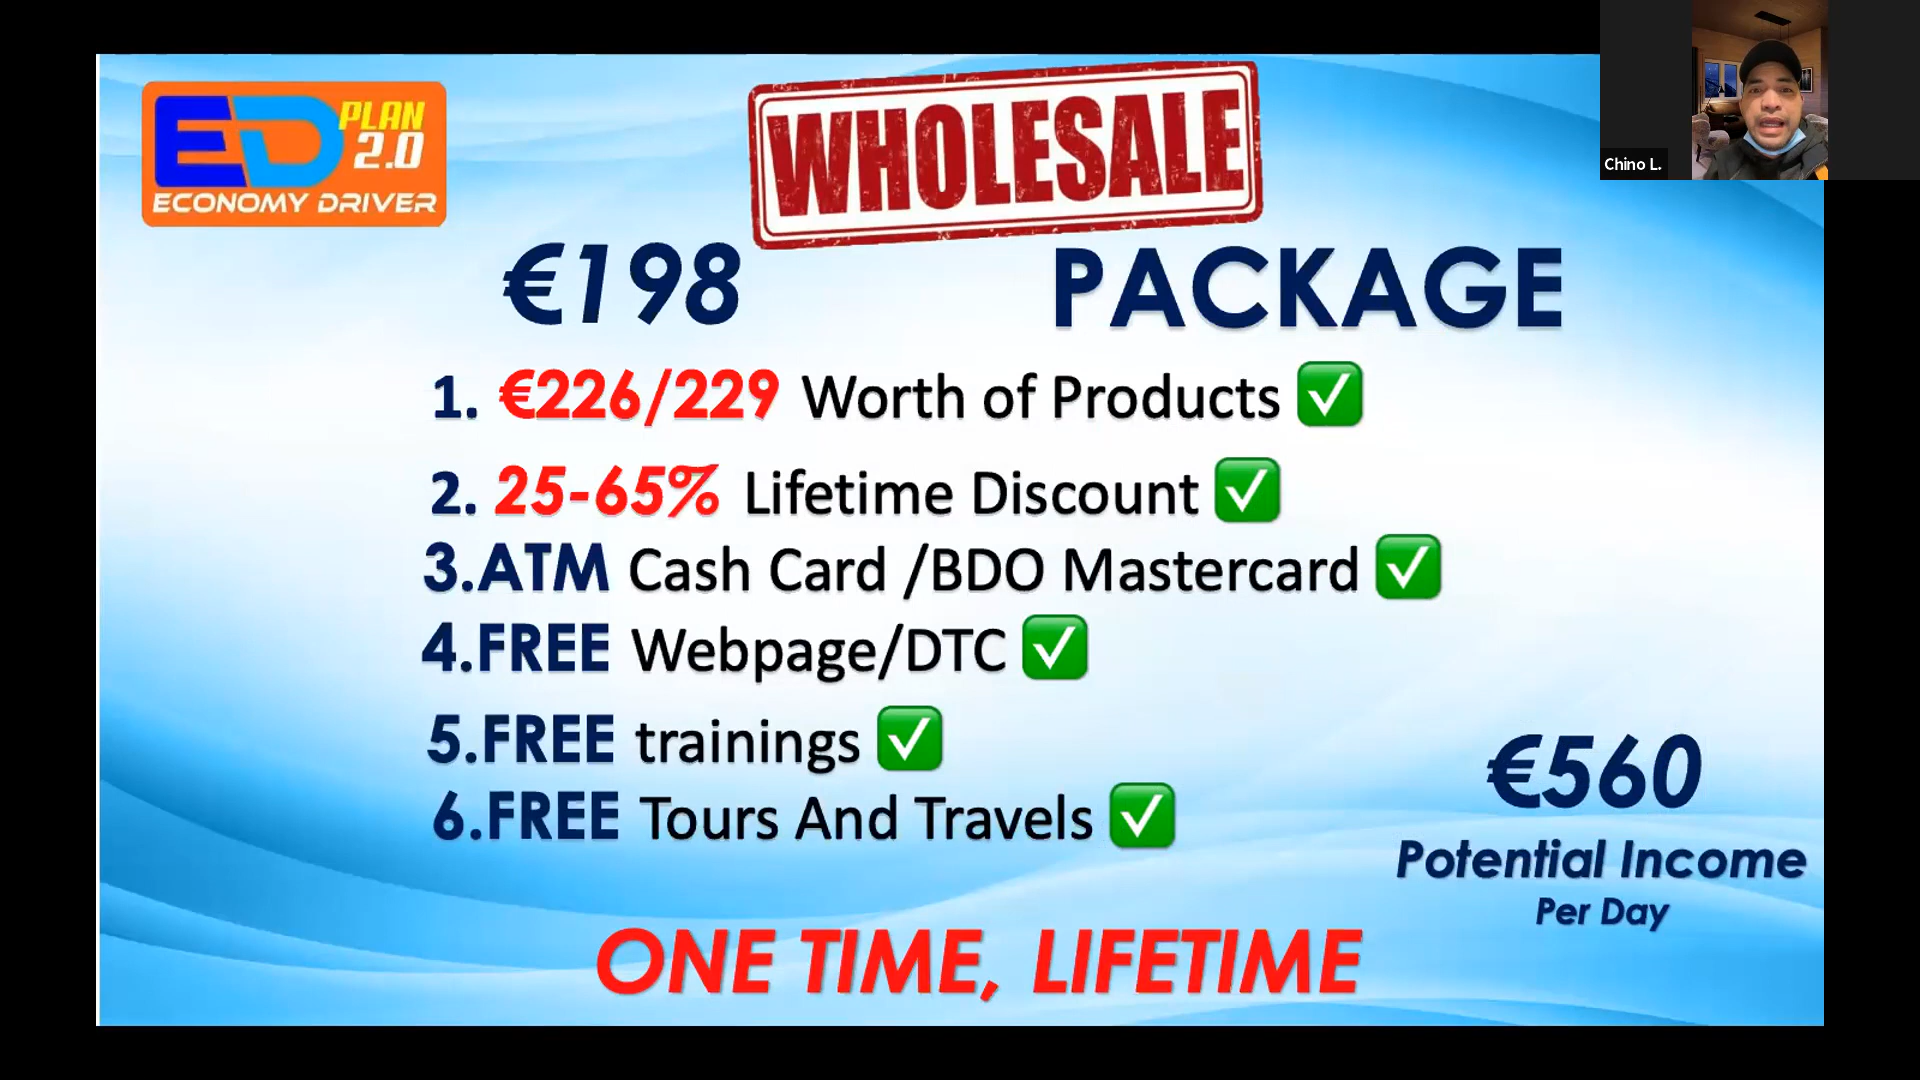 ED PLAN 2.0
ECONOMY DRIVER
WHOLESALE
€198 PACKAGE
1. €226/229 Worth of Products ✅
2. 25-65% Lifetime Discount ✅
3.ATM Cash Card /BDO Mastercard ✅
4.FREE Webpage/DTC ✅
5.FREE trainings ✅
6.FREE Tours And Travels ✅
€560
Potential Income
Per Day
ONE TIME, LIFETIME
Chino L.